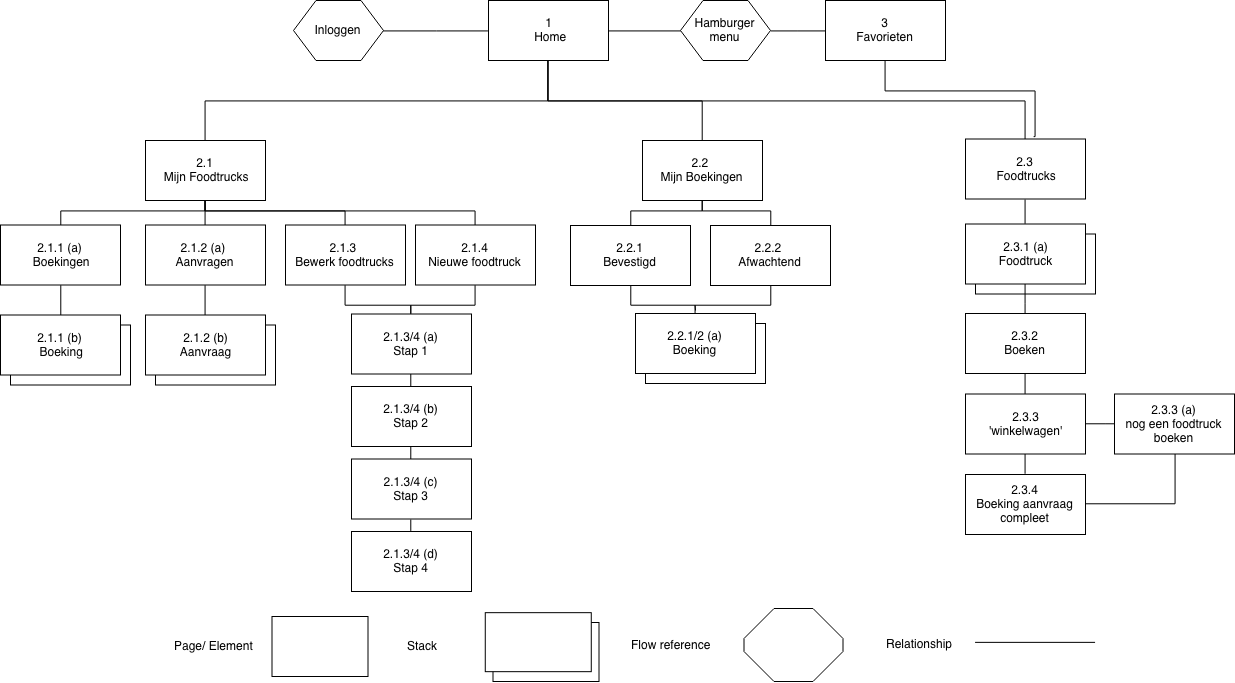 Inloggen
1
Home
Hamburger
menu
3
Favorieten
2.1
Mijn Foodtrucks
2.2
Mijn Boekingen
2.3
Foodtrucks
2.1.1 (a)
Boekingen
2.1.2 (a)
Aanvragen
2.1.3
Bewerk foodtrucks
2.1.4
Nieuwe foodtruck
2.2.1
Bevestigd
2.2.2
Afwachtend
2.3.1 (a)
Foodtruck
2.1.1 (b)
Boeking
2.1.2 (b)
Aanvraag
2.1.3/4 (a)
Stap 1
2.2.1/2 (a)
Boeking
2.3.2
Boeken
2.1.3/4 (b)
Stap 2
2.3.3
'winkelwagen'
2.3.3 (a)
nog een foodtruck
boeken
2.1.3/4 (c)
Stap 3
2.3.4
Boeking aanvraag
compleet
2.1.3/4 (d)
Stap 4
Page/ Element
Stack
Flow reference
Relationship